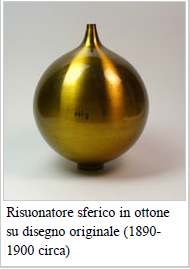 Risuonatore sferico in ottone
su disegno originale (1890-
1900 circa)